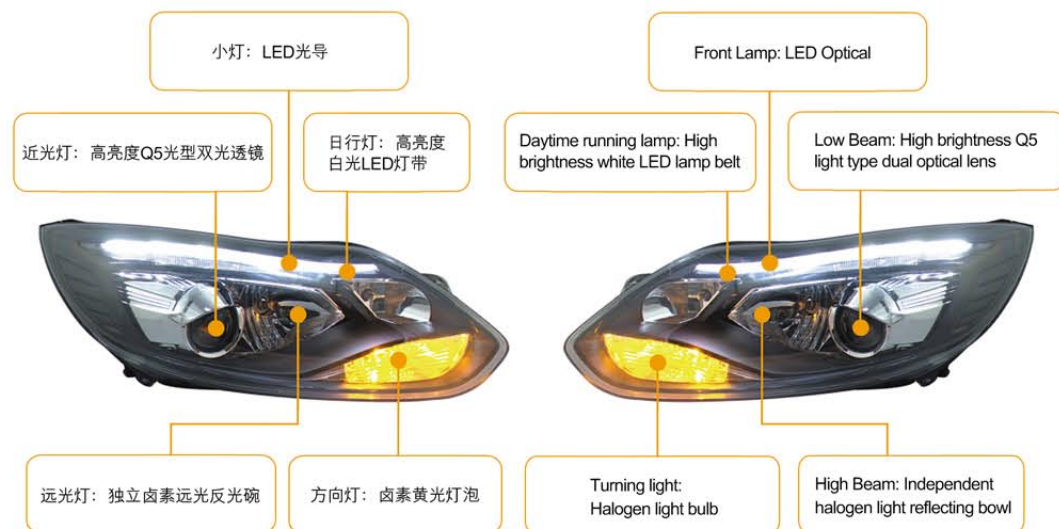 小灯：LED光导
Front Lamp: LED Optical
近光灯：高亮度Q5光型双光透镜
日行灯：高亮度
白光LED灯带
Daytime running lamp: High
brightness white LED lamp belt
Low Beam: High brightness Q5
light type dual optical lens
远光灯：独立卤素远光反光碗
方向灯：卤素黄光灯泡
Turning light:
Halogen light bulb
High Beam: Independent
halogen light reflecting bowl